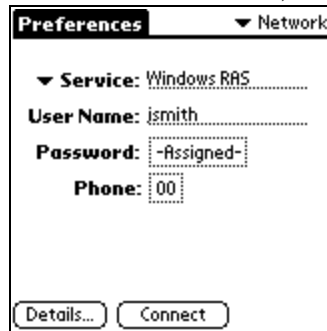 Preferences ▼ Network
▼ Service: Windows RAS
User Name: jsmith
Password: -Assigned-
Phone: 00
Details... Connect